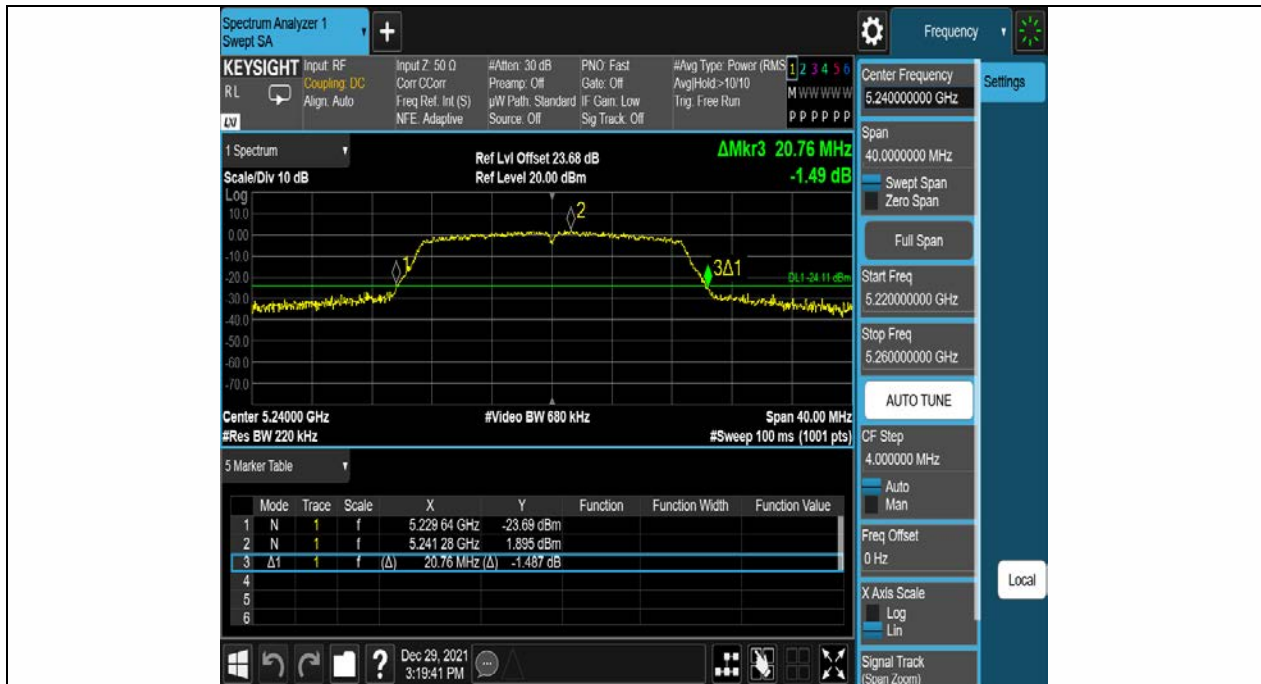 Spectrum Analyzer 1
Swept SA
+
Frequency
KEYSIGHT
RL
LXI
Input: RF
Coupling: DC
Align: Auto
Input Z: 50 Ω
Corr CCorr
Freq Ref: Int (S)
NFE: Adaptive
#Atten: 30 dB
Preamp: Off
µW Path: Standard
Source: Off
PNO: Fast
Gate: Off
IF Gain: Low
Sig Track: Off
#Avg Type: Power (RMS
Avg|Hold:>10/10
Trig: Free Run
1 2 3 4 5 6
M W W W W W
P P P P P P
1 Spectrum
Scale/Div 10 dB
Ref Lvl Offset 23.68 dB
Ref Level 20.00 dBm
ΔMkr3 20.76 MHz
-1.49 dB
Log
10.0
0.00
-10.0
-20.0
-30.0
-40.0
-50.0
-60.0
-70.0
1
2
3Δ1
DL1 -24.11 dBm
Center 5.24000 GHz
#Video BW 680 kHz
Span 40.00 MHz
#Res BW 220 kHz
#Sweep 100 ms (1001 pts)
5 Marker Table
Mode Trace Scale X Y Function Function Width Function Value
1 N 1 f 5.229 64 GHz -23.69 dBm
2 N 1 f 5.241 28 GHz 1.895 dBm
3 Δ1 1 f (Δ) 20.76 MHz (Δ) -1.487 dB
4
5
6
?
Dec 29, 2021
3:19:41 PM
Center Frequency
5.240000000 GHz
Settings
Span
40.0000000 MHz
Swept Span
Zero Span
Full Span
Start Freq
5.220000000 GHz
Stop Freq
5.260000000 GHz
AUTO TUNE
CF Step
4.000000 MHz
Auto
Man
Freq Offset
0 Hz
Local
X Axis Scale
Log
Lin
Signal Track
(Span Zoom)